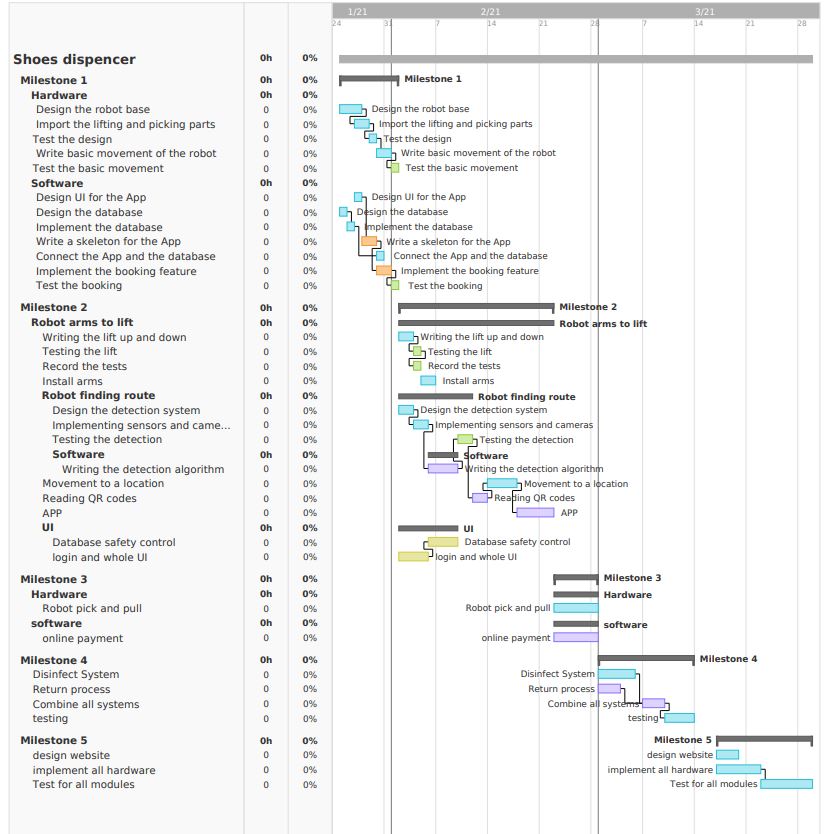 1/21 2/21 3/21
24 31 7 14 21 28 7 14 21 28
Shoes dispencer 0h 0%
Milestone 1 0h 0% Milestone 1
Hardware 0h 0%
Design the robot base 0 0% Design the robot base
Import the lifting and picking parts 0 0% Import the lifting and picking parts
Test the design 0 0% Test the design
Write basic movement of the robot 0 0% Write basic movement of the robot
Test the basic movement 0 0% Test the basic movement
Software 0h 0%
Design UI for the App 0 0% Design UI for the App
Design the database 0 0% Design the database
Implement the database 0 0% Implement the database
Write a skeleton for the App 0 0% Write a skeleton for the App
Connect the App and the database 0 0% Connect the App and the database
Implement the booking feature 0 0% Implement the booking feature
Test the booking 0 0% Test the booking
Milestone 2 0h 0% Milestone 2
Robot arms to lift 0h 0% Robot arms to lift
Writing the lift up and down 0 0% Writing the lift up and down
Testing the lift 0 0% Testing the lift
Record the tests 0 0% Record the tests
Install arms 0 0% Install arms
Robot finding route 0h 0% Robot finding route
Design the detection system 0 0% Design the detection system
Implementing sensors and came... 0 0% Implementing sensors and cameras
Testing the detection 0 0% Testing the detection
Software 0h 0% Software
Writing the detection algorithm 0 0% Writing the detection algorithm
Movement to a location 0 0% Movement to a location
Reading QR codes 0 0% Reading QR codes
APP 0 0% APP
UI 0h 0% UI
Database safety control 0 0% Database safety control
login and whole UI 0 0% login and whole UI
Milestone 3 0h 0% Milestone 3
Hardware 0h 0% Hardware
Robot pick and pull 0 0% Robot pick and pull
software 0h 0% software
online payment 0 0% online payment
Milestone 4 0h 0% Milestone 4
Disinfect System 0 0% Disinfect System
Return process 0 0% Return process
Combine all systems 0 0% Combine all systems
testing 0 0% testing
Milestone 5 0h 0% Milestone 5
design website 0 0% design website
implement all hardware 0 0% implement all hardware
Test for all modules 0 0% Test for all modules